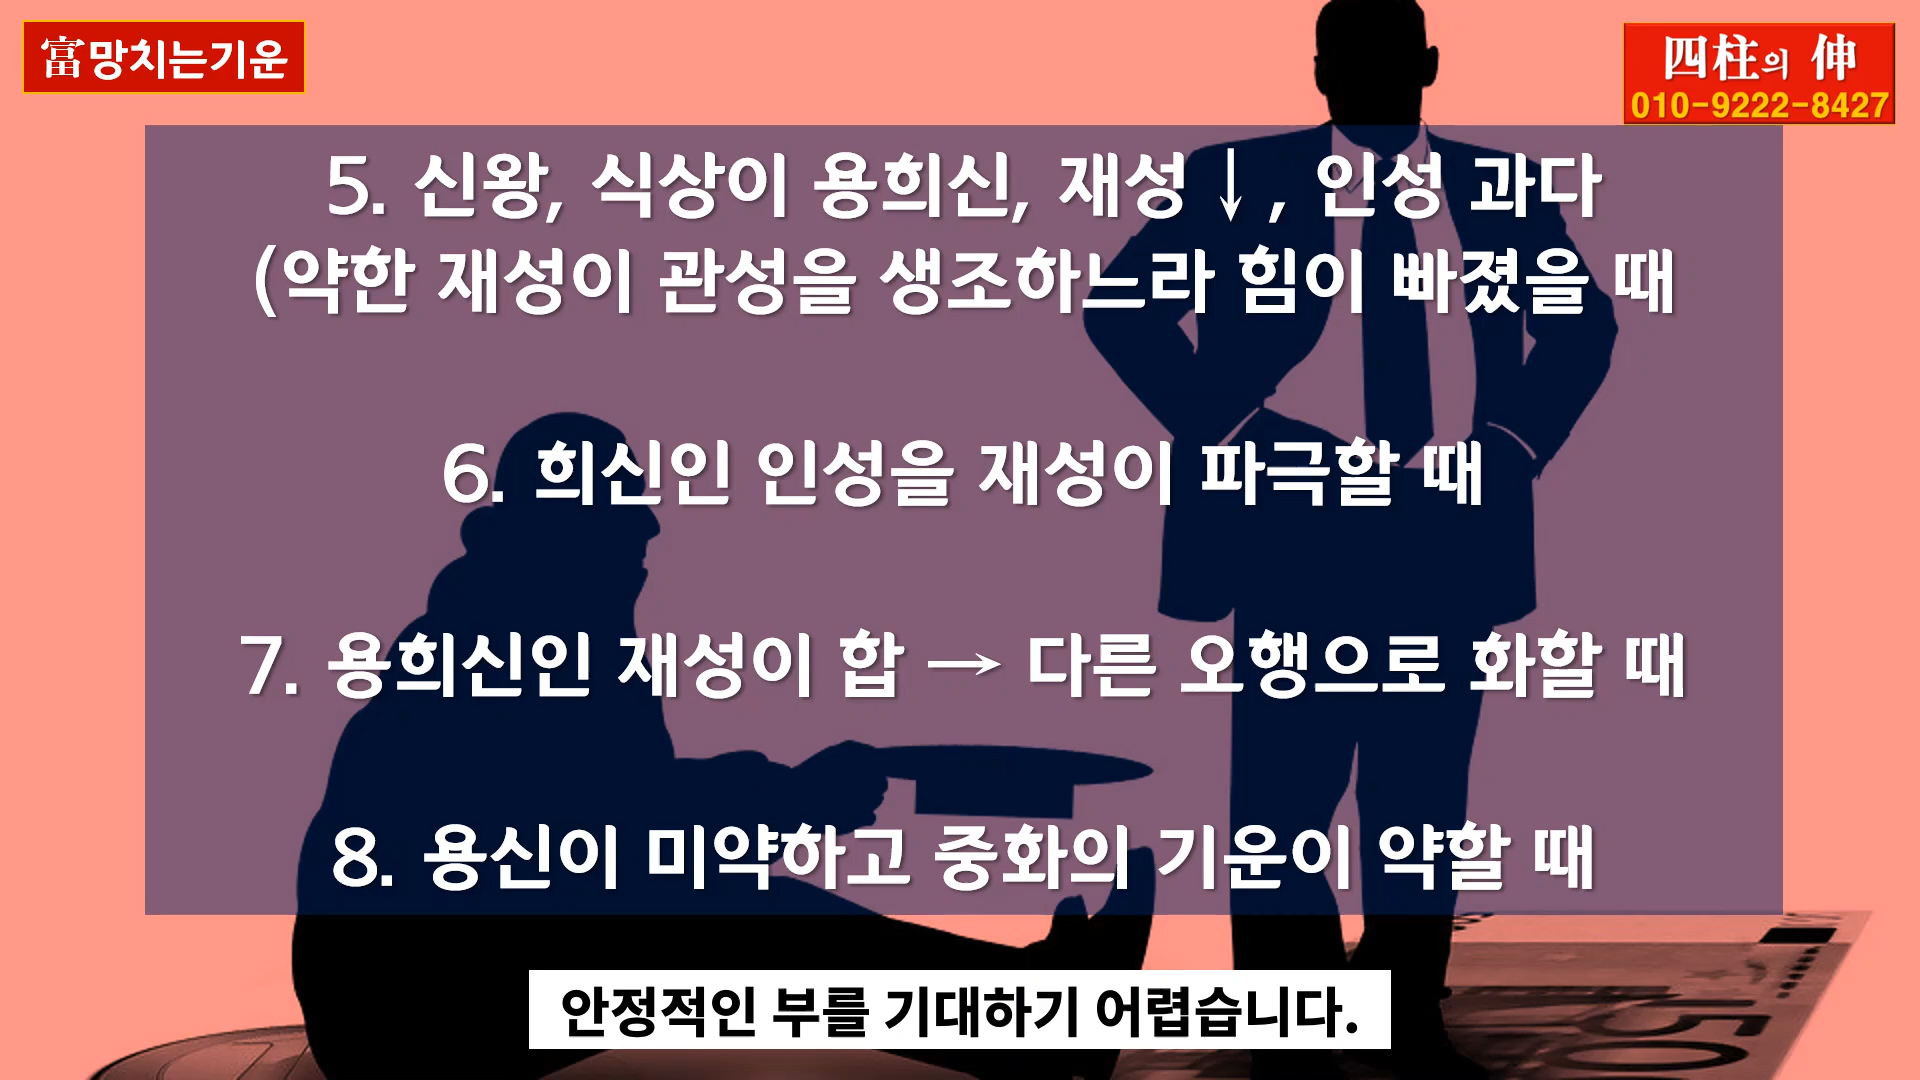 富망치는기운
四柱의 伸
010-9222-8427
5. 신왕, 식상이 용희신, 재성↓, 인성 과다
(약한 재성이 관성을 생조하느라 힘이 빠졌을 때
6. 희신인 인성을 재성이 파극할 때
7. 용희신인 재성이 합 → 다른 오행으로 화할 때
8. 용신이 미약하고 중화의 기운이 약할 때
안정적인 부를 기대하기 어렵습니다.
50